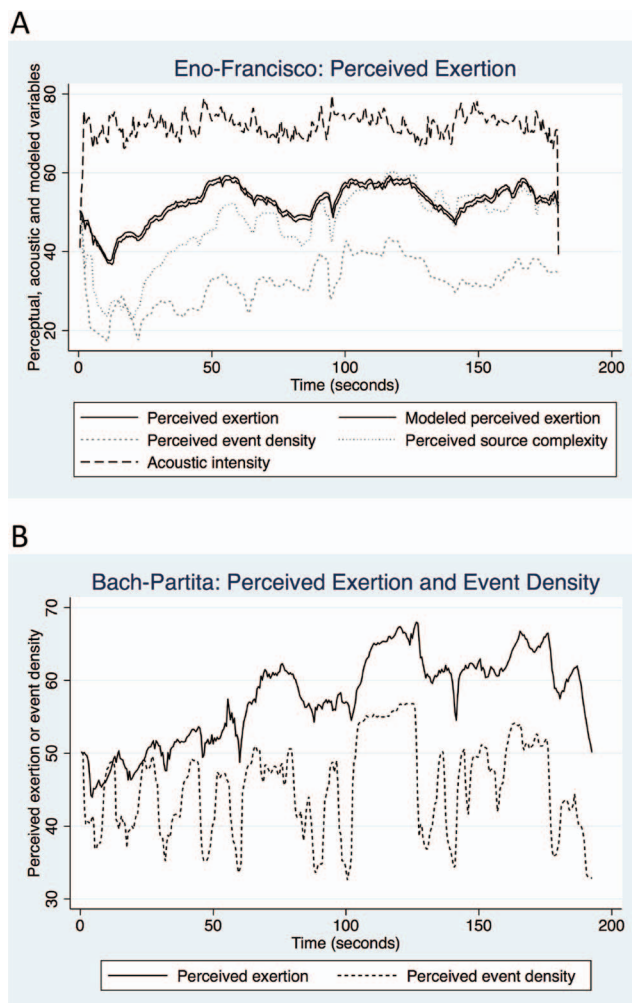 A
Eno-Francisco: Perceived Exertion
Perceptual, acoustic and modeled variables
80
60
40
20
0
50
100
150
200
Time (seconds)
Perceived exertion
Modeled perceived exertion
Perceived event density
Perceived source complexity
Acoustic intensity
B
Bach-Partita: Perceived Exertion and Event Density
Perceived exertion or event density
70
60
50
40
30
0
50
100
150
200
Time (seconds)
Perceived exertion
Perceived event density